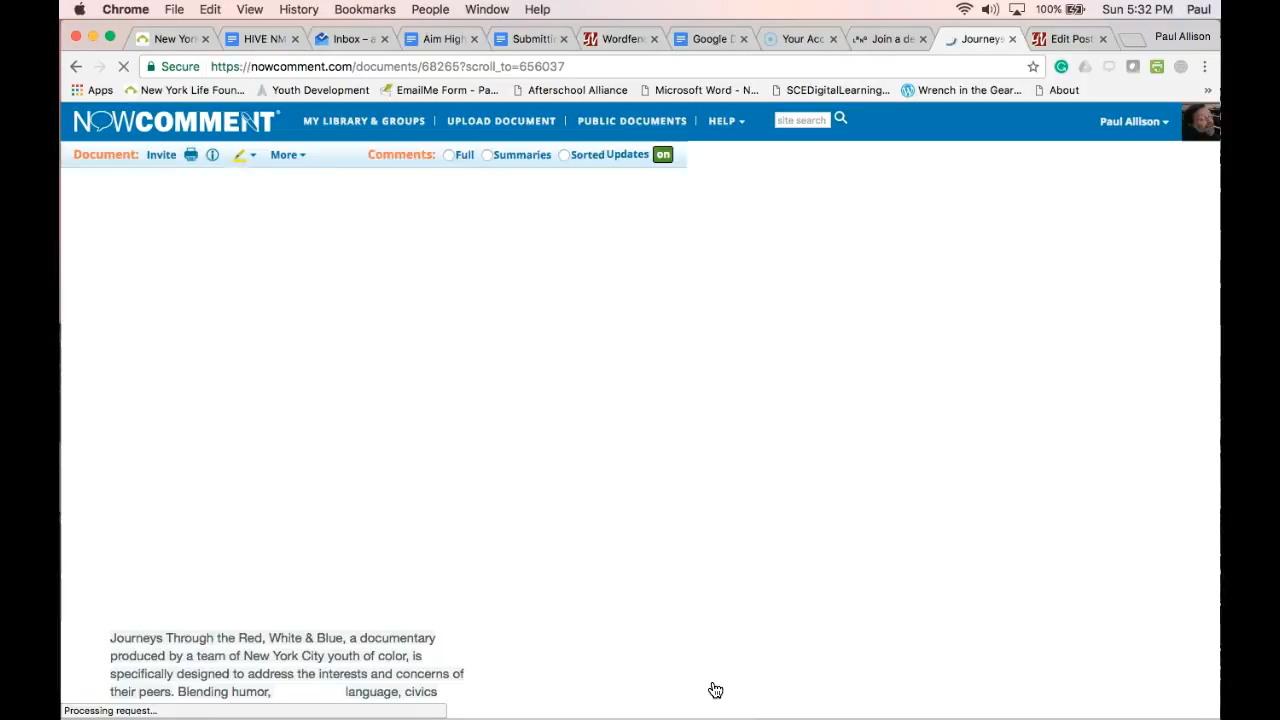 Chrome File Edit View History Bookmarks People Window Help 100% Sun 5:32 PM Paul
New York HIVE NM Inbox – a Aim High Submittin Wordfen Google D Your Acc Join a de Journeys Edit Post Paul Allison
Secure https://nowcomment.com/documents/68265?scroll_to=656037
Apps New York Life Foun... Youth Development EmailMe Form - Pa... Afterschool Alliance Microsoft Word - N... SCEDigitalLearning... Wrench in the Gear... About »
NOWCOMMENT® MY LIBRARY & GROUPS | UPLOAD DOCUMENT | PUBLIC DOCUMENTS | HELP site search Paul Allison
Document: Invite More Comments: Full Summaries Sorted Updates on
Journeys Through the Red, White & Blue, a documentary
produced by a team of New York City youth of color, is
specifically designed to address the interests and concerns of
their peers. Blending humor, language, civics
Processing request...